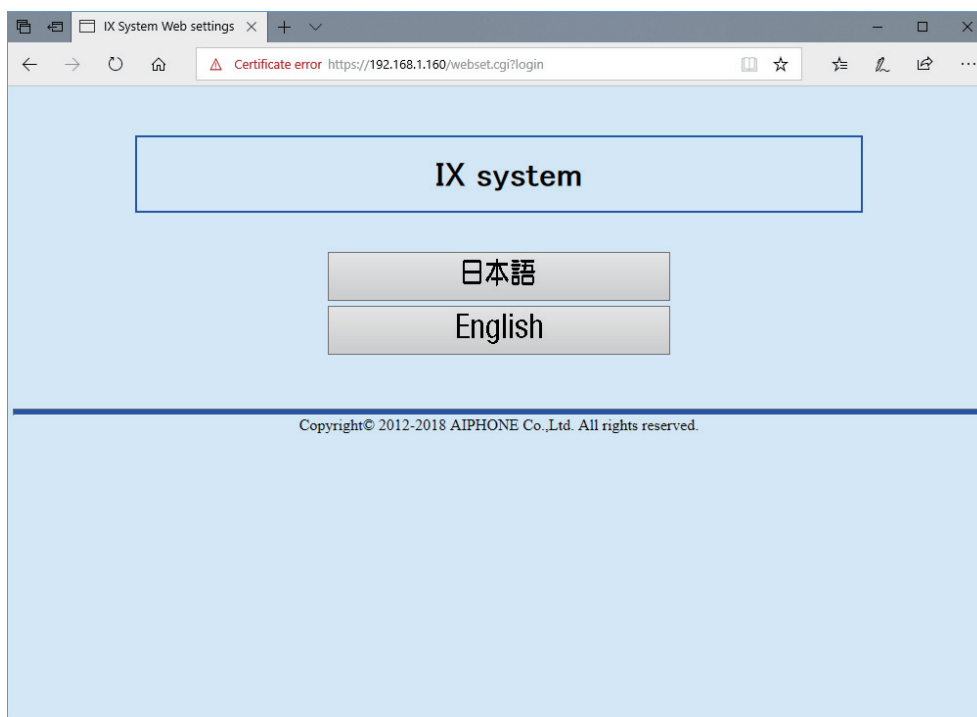 IX System Web settings
Certificate error https://192.168.1.160/webset.cgi?login
IX system
日本語
English
Copyright© 2012-2018 AIPHONE Co.,Ltd. All rights reserved.